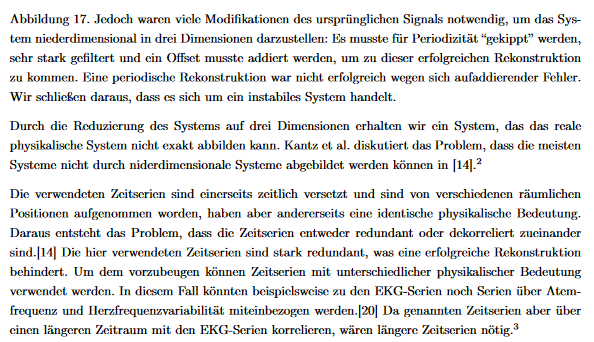 Abbildung 17. Jedoch waren viele Modifikationen des ursprünglichen Signals notwendig, um das Sys-
tem niederdimensional in drei Dimensionen darzustellen: Es musste für Periodizität “gekippt” werden,
sehr stark gefiltert und ein Offset musste addiert werden, um zu dieser erfolgreichen Rekonstruktion
zu kommen. Eine periodische Rekonstruktion war nicht erfolgreich wegen sich aufaddierender Fehler.
Wir schließen daraus, dass es sich um ein instabiles System handelt.
Durch die Reduzierung des Systems auf drei Dimensionen erhalten wir ein System, das das reale
physikalische System nicht exakt abbilden kann. Kantz et al. diskutiert das Problem, dass die meisten
Systeme nicht durch niderdimensionale Systeme abgebildet werden können in [14].²
Die verwendeten Zeitserien sind einerseits zeitlich versetzt und sind von verschiedenen räumlichen
Positionen aufgenommen worden, haben aber andererseits eine identische physikalische Bedeutung.
Daraus entsteht das Problem, dass die Zeitserien entweder redundant oder dekorreliert zueinander
sind.[14] Die hier verwendeten Zeitserien sind stark redundant, was eine erfolgreiche Rekonstruktion
behindert. Um dem vorzubeugen können Zeitserien mit unterschiedlicher physikalischer Bedeutung
verwendet werden. In diesem Fall könnten beispielsweise zu den EKG-Serien noch Serien über Atem-
frequenz und Herzfrequenzvariabilität miteinbezogen werden.[20] Da genannten Zeitserien aber über
einen längeren Zeitraum mit den EKG-Serien korrelieren, wären längere Zeitserien nötig.³